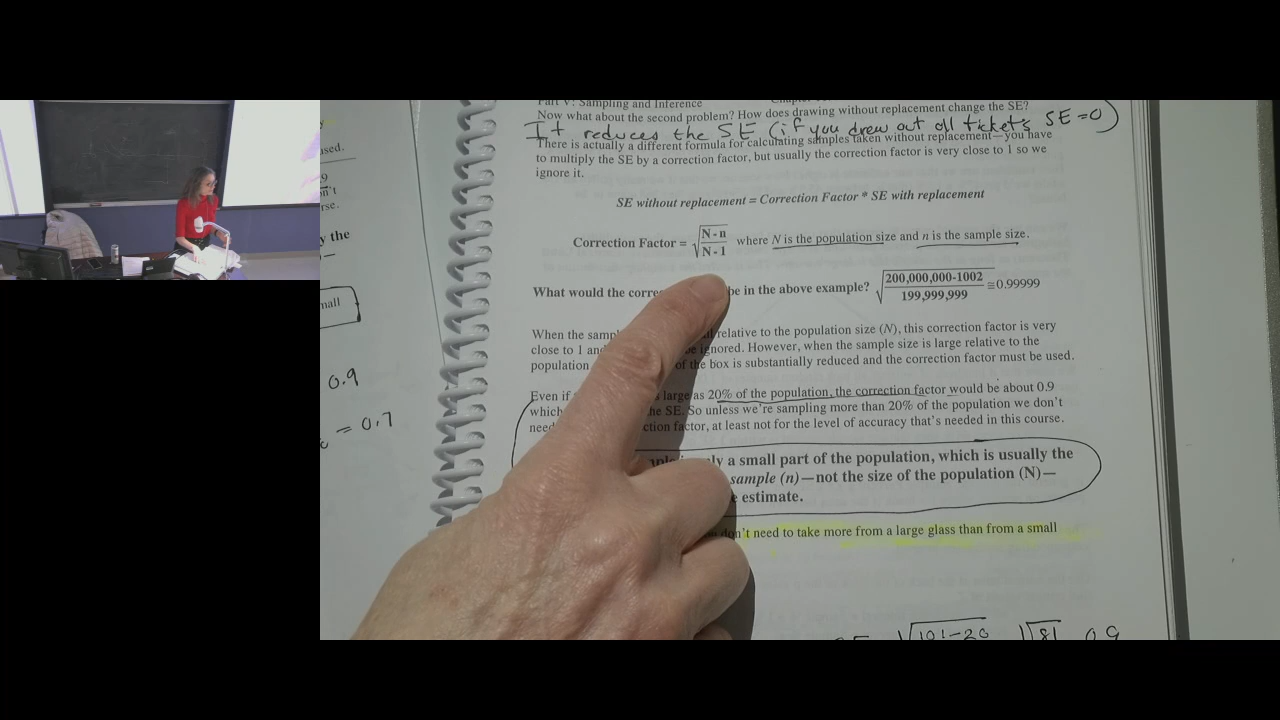 Part V: Sampling and Inference
Now what about the second problem? How does drawing without replacement change the SE?
It reduces the SE (if you drew out all tickets SE=0)
There is actually a different formula for calculating samples taken without replacement—you have
to multiply the SE by a correction factor, but usually the correction factor is very close to 1 so we
ignore it.
SE without replacement = Correction Factor * SE with replacement
Correction Factor = √(N - n / N - 1) where N is the population size and n is the sample size.
What would the be in the above example? √(200,000,000-1002 / 199,999,999) ≅0.99999
When the relative to the population size (N), this correction factor is very
close to 1 ignored. However, when the sample size is large relative to the
population of the box is substantially reduced and the correction factor must be used.
Even if large as 20% of the population, the correction factor would be about 0.9
which the SE. So unless we're sampling more than 20% of the population we don't
factor, at least not for the level of accuracy that's needed in this course.
a small part of the population, which is usually the
sample (n)—not the size of the population (N)—
estimate.
don't need to take more from a large glass than from a small
√101-20 √81 0.9
used.
9
the
0.9
= 0.7